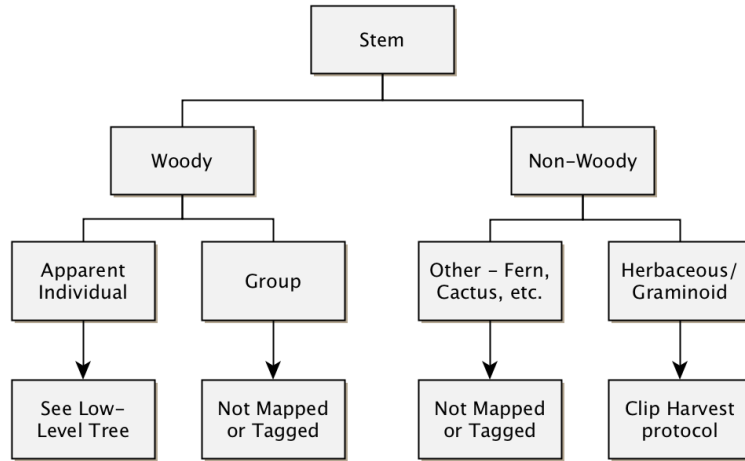 Stem
Woody
Non-Woody
Apparent
Individual
Group
Other – Fern,
Cactus, etc.
Herbaceous/
Graminoid
See Low-
Level Tree
Not Mapped
or Tagged
Not Mapped
or Tagged
Clip Harvest
protocol